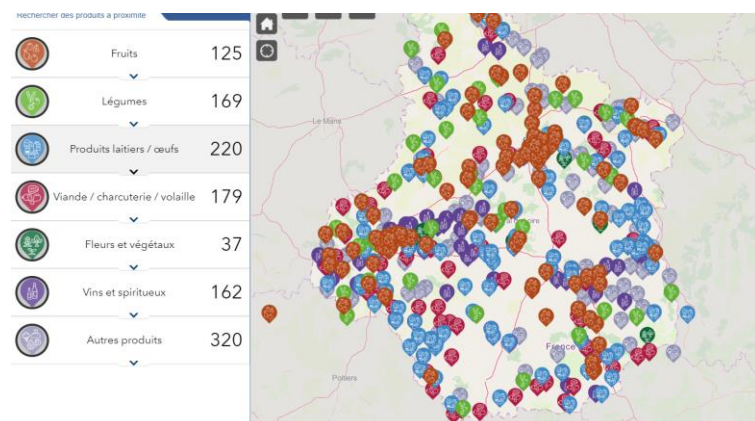 Rechercher des produits à proximité
Fruits 125
Légumes 169
Produits laitiers / œufs 220
Viande / charcuterie / volaille 179
Fleurs et végétaux 37
Vins et spiritueux 162
Autres produits 320
Le Mans
Poitiers
France